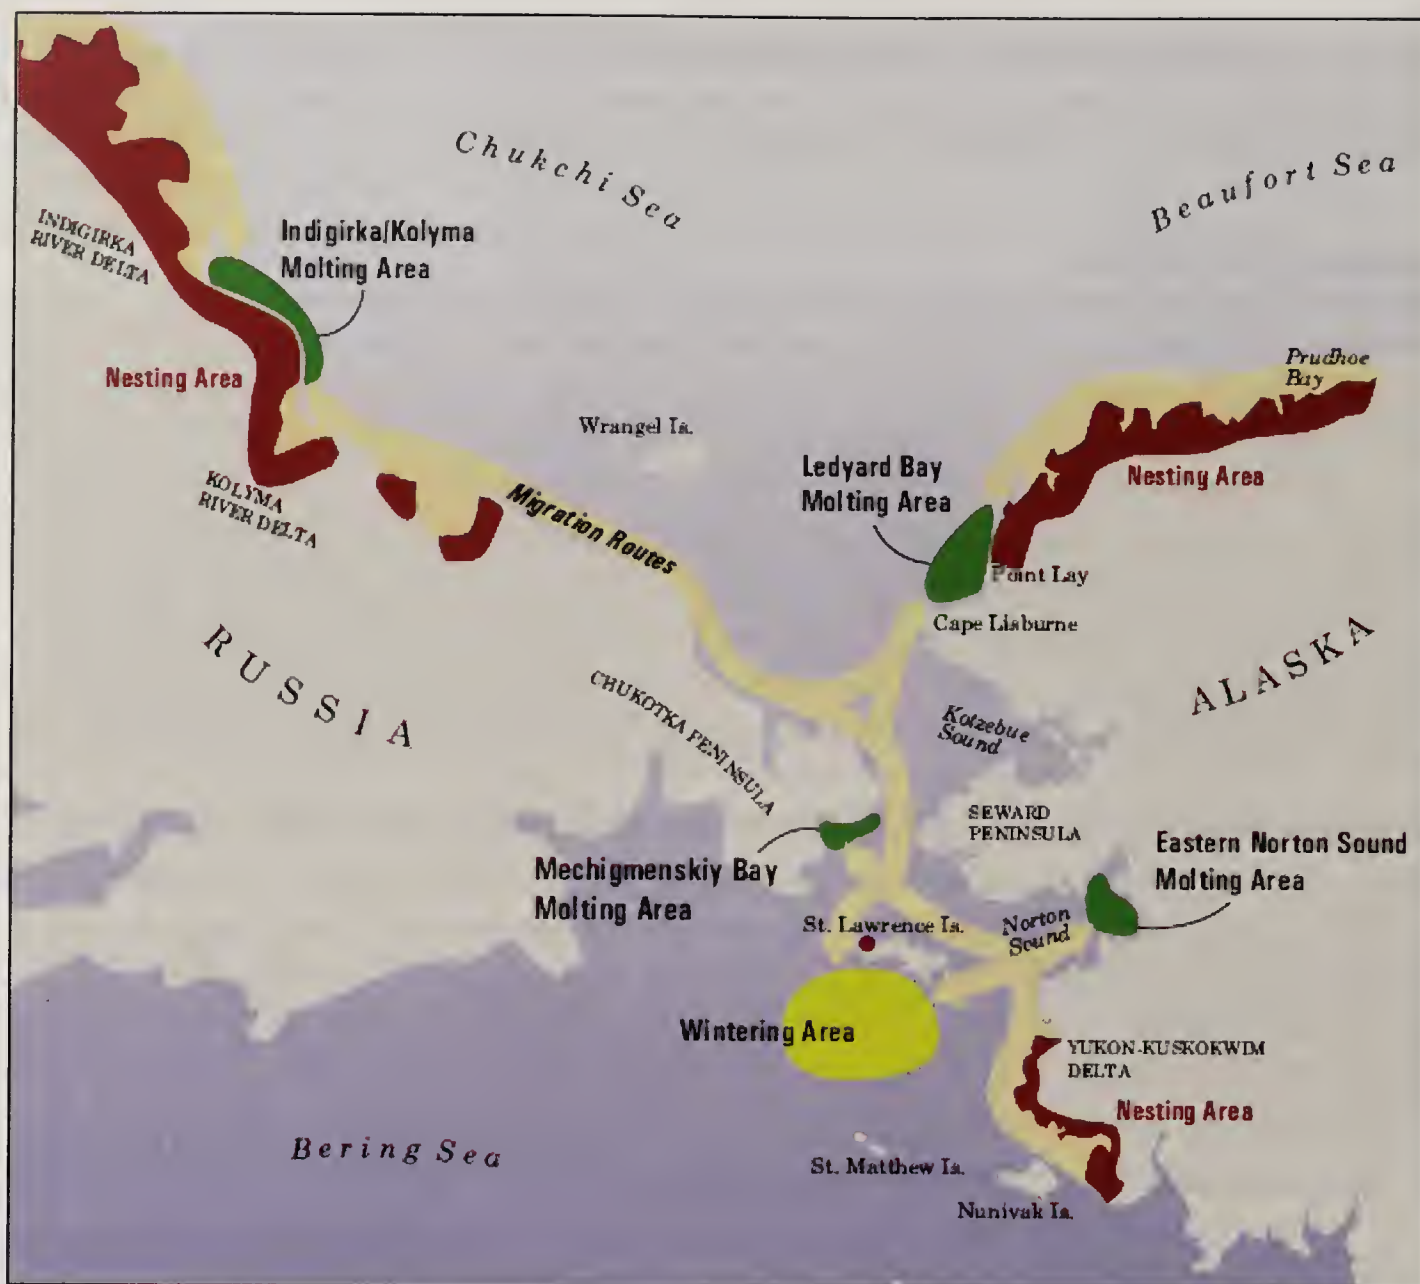 Chukchi Sea
Beaufort Sea
INDIGIRKA
RIVER DELTA
Indigirka/Kolyma
Molting Area
Nesting Area
Prudhoe
Bay
Wrangel Is.
Ledyard Bay
Molting Area
Nesting Area
KOLYMA
RIVER DELTA
Migration Routes
Point Lay
Cape Lisburne
RUSSIA
ALASKA
CHUKOTKA PENINSULA
Kotzebue
Sound
SEWARD
PENINSULA
Mechigmenskiy Bay
Molting Area
Eastern Norton Sound
Molting Area
St. Lawrence Is.
Norton
Sound
Wintering Area
YUKON-KUSKOKWIM
DELTA
Nesting Area
Bering Sea
St. Matthew Is.
Nunivak Is.